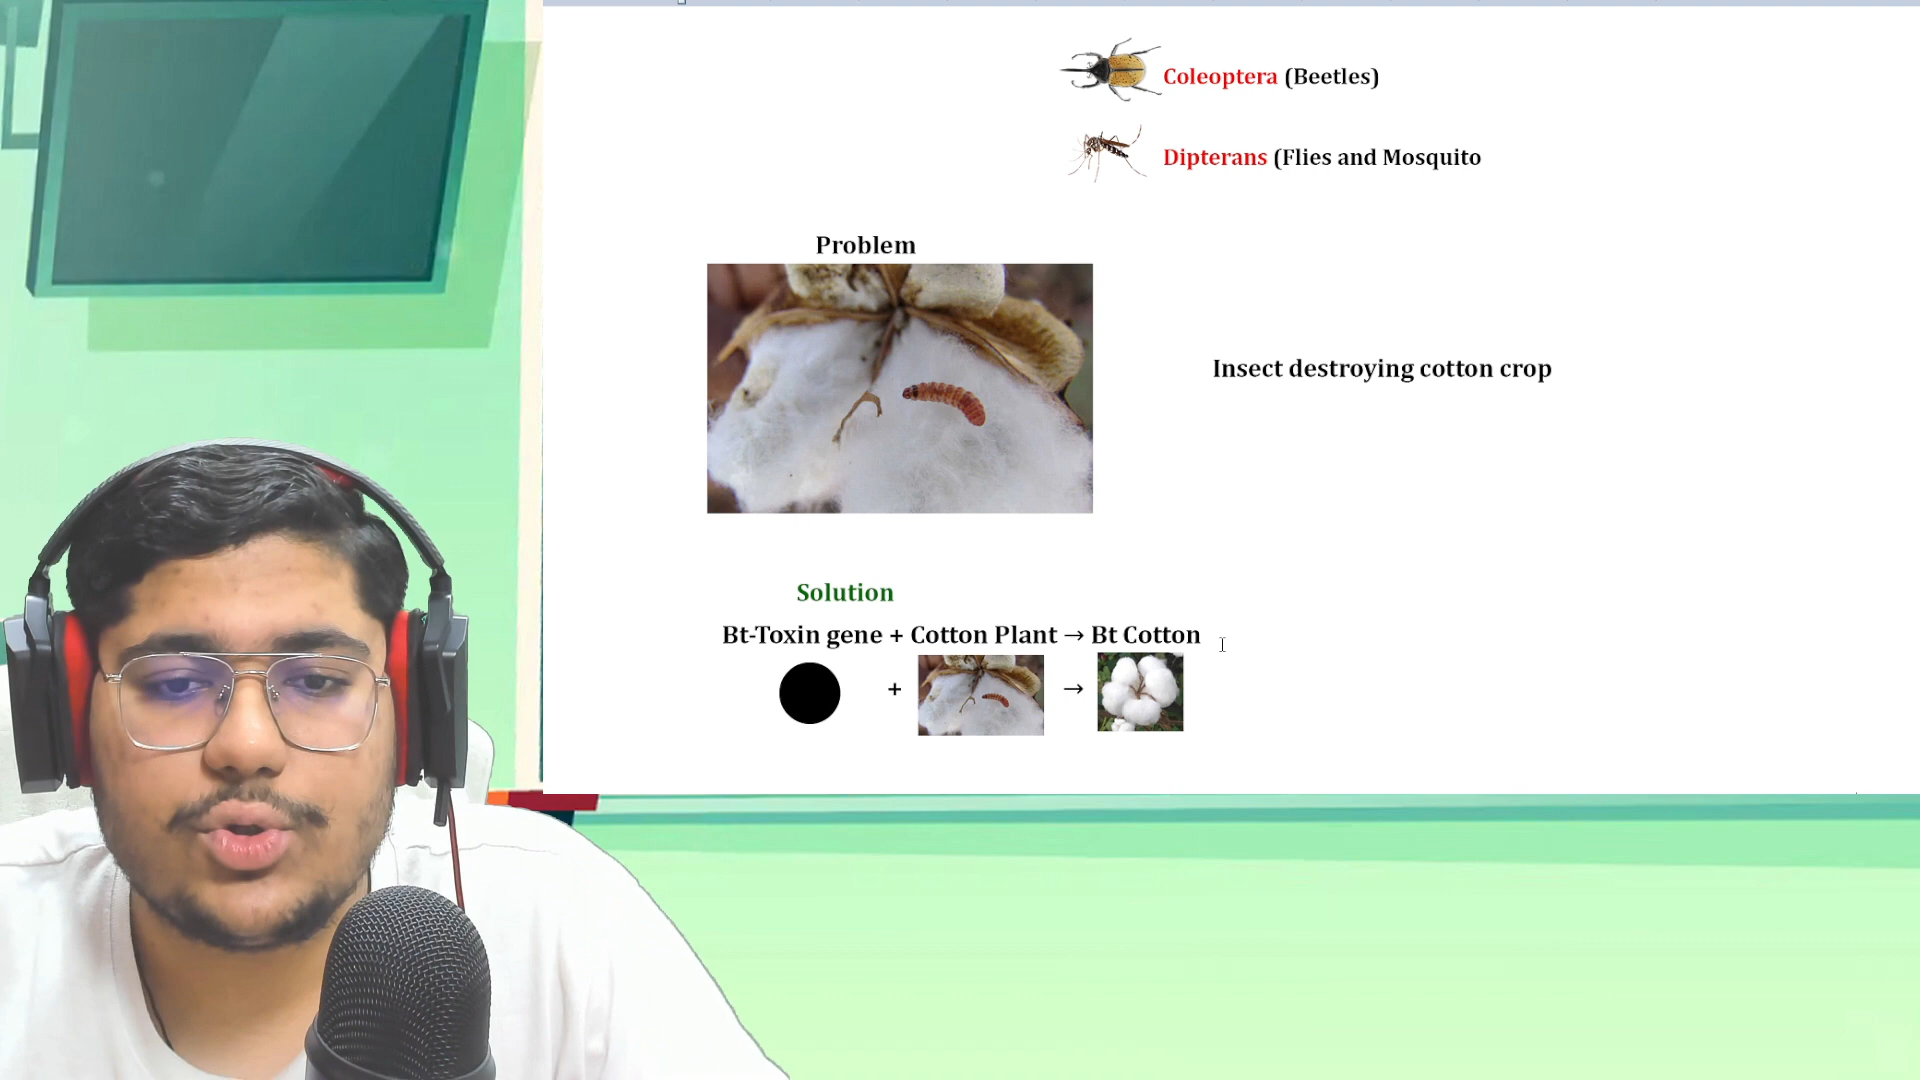 Coleoptera (Beetles)
Dipterans (Flies and Mosquito
Problem
Insect destroying cotton crop
Solution
Bt-Toxin gene + Cotton Plant → Bt Cotton
+ →